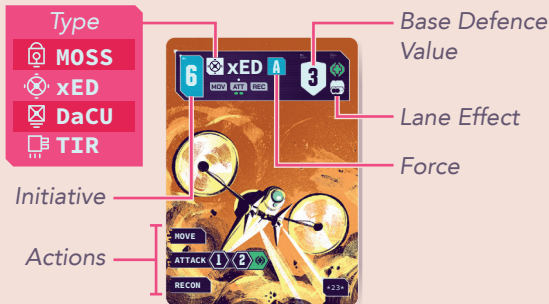 Type
MOSS
xED
DaCU
TIR
Initiative
Actions
6
xED A
MOV ATT REC
3
MOVE
ATTACK 1 2
RECON
*23*
Base Defence
Value
Lane Effect
Force